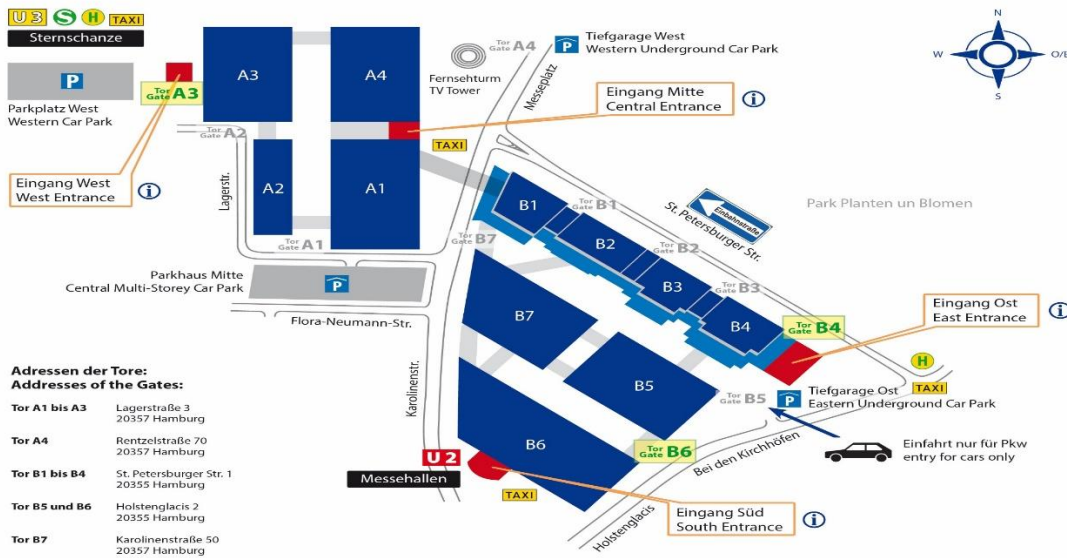 U3 S H TAXI
Sternschanze
P
Parkplatz West
Western Car Park
Tor
Gate A3
Tor
Gate A2
Eingang West
West Entrance
i
Lagerstr.
A3
A4
A2
A1
Tor
Gate A1
Fernsehturm
TV Tower
Tor
Gate A4
P
Tiefgarage West
Western Underground Car Park
Messeplatz
Eingang Mitte
Central Entrance
i
TAXI
N
W
O/E
S
B1
Tor
Gate B1
B2
Tor
Gate B2
B3
Tor
Gate B3
B4
Tor
Gate B4
Einbahnstraße
St. Petersburger Str.
Park Planten un Blomen
Tor
Gate B7
Parkhaus Mitte
Central Multi-Storey Car Park
P
Flora-Neumann-Str.
Karolinenstr.
B7
B5
B6
Eingang Ost
East Entrance
i
H
TAXI
Tor
Gate B5
P
Tiefgarage Ost
Eastern Underground Car Park
Tor
Gate B6
Bei den Kirchhöfen
Einfahrt nur für Pkw
entry for cars only
U2
Messehallen
TAXI
Holstenglacis
Eingang Süd
South Entrance
i
Adressen der Tore:
Addresses of the Gates:
Tor A1 bis A3 Lagerstraße 3
20357 Hamburg
Tor A4 Rentzelstraße 70
20357 Hamburg
Tor B1 bis B4 St. Petersburger Str. 1
20355 Hamburg
Tor B5 und B6 Holstenglacis 2
20355 Hamburg
Tor B7 Karolinenstraße 50
20357 Hamburg